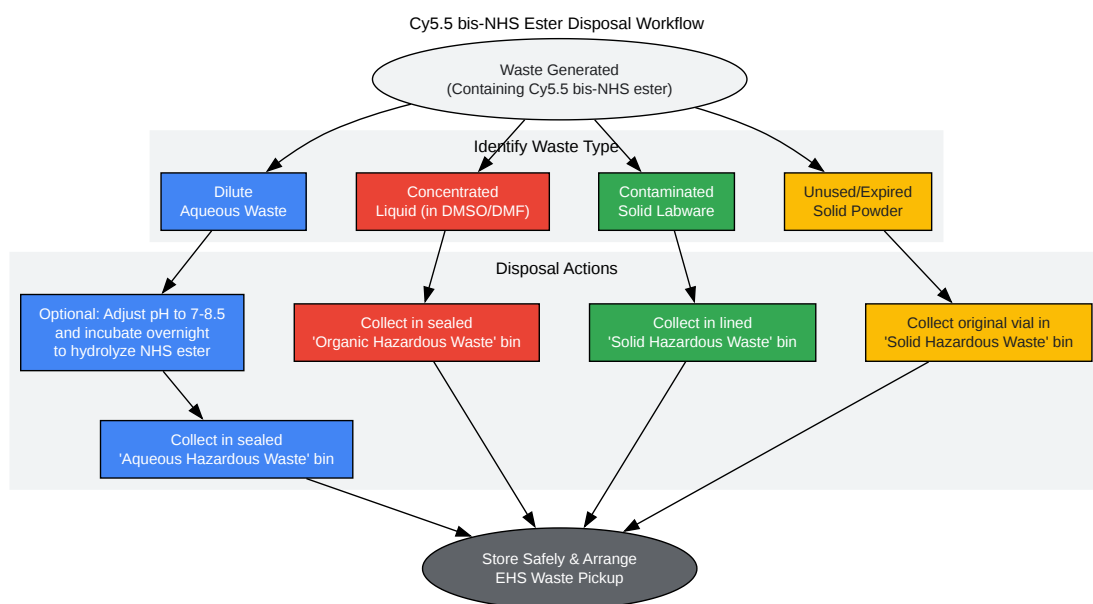 Cy5.5 bis-NHS Ester Disposal Workflow
Waste Generated
(Containing Cy5.5 bis-NHS ester)
Identify Waste Type
Dilute
Aqueous Waste
Concentrated
Liquid (in DMSO/DMF)
Contaminated
Solid Labware
Unused/Expired
Solid Powder
Disposal Actions
Optional: Adjust pH to 7-8.5
and incubate overnight
to hydrolyze NHS ester
Collect in sealed
'Organic Hazardous Waste' bin
Collect in lined
'Solid Hazardous Waste' bin
Collect original vial in
'Solid Hazardous Waste' bin
Collect in sealed
'Aqueous Hazardous Waste' bin
Store Safely & Arrange
EHS Waste Pickup